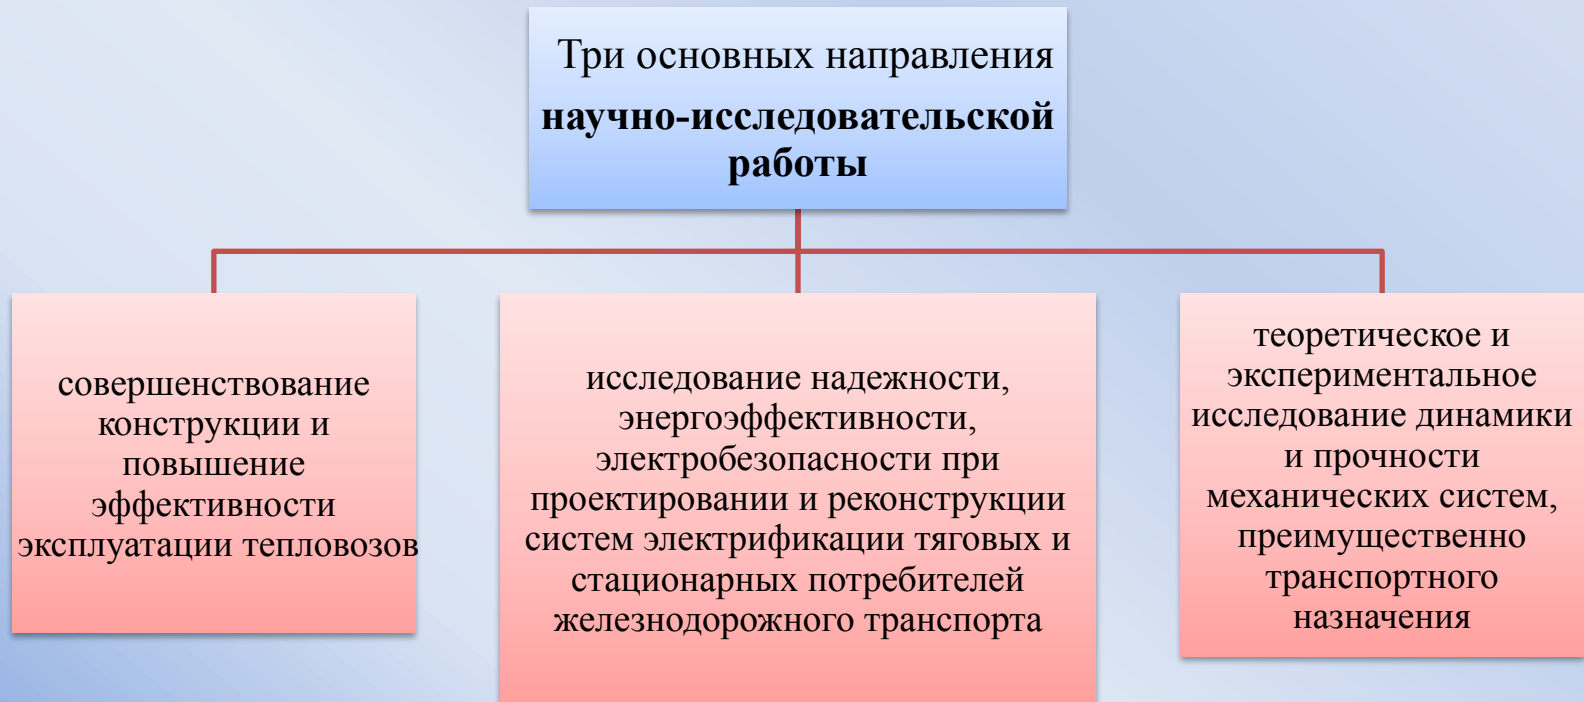 Три основных направления
научно-исследовательской
работы
совершенствование
конструкции и
повышение
эффективности
эксплуатации тепловозов
исследование надежности,
энергоэффективности,
электробезопасности при
проектировании и реконструкции
систем электрификации тяговых и
стационарных потребителей
железнодорожного транспорта
теоретическое и
экспериментальное
исследование динамики
и прочности
механических систем,
преимущественно
транспортного
назначения